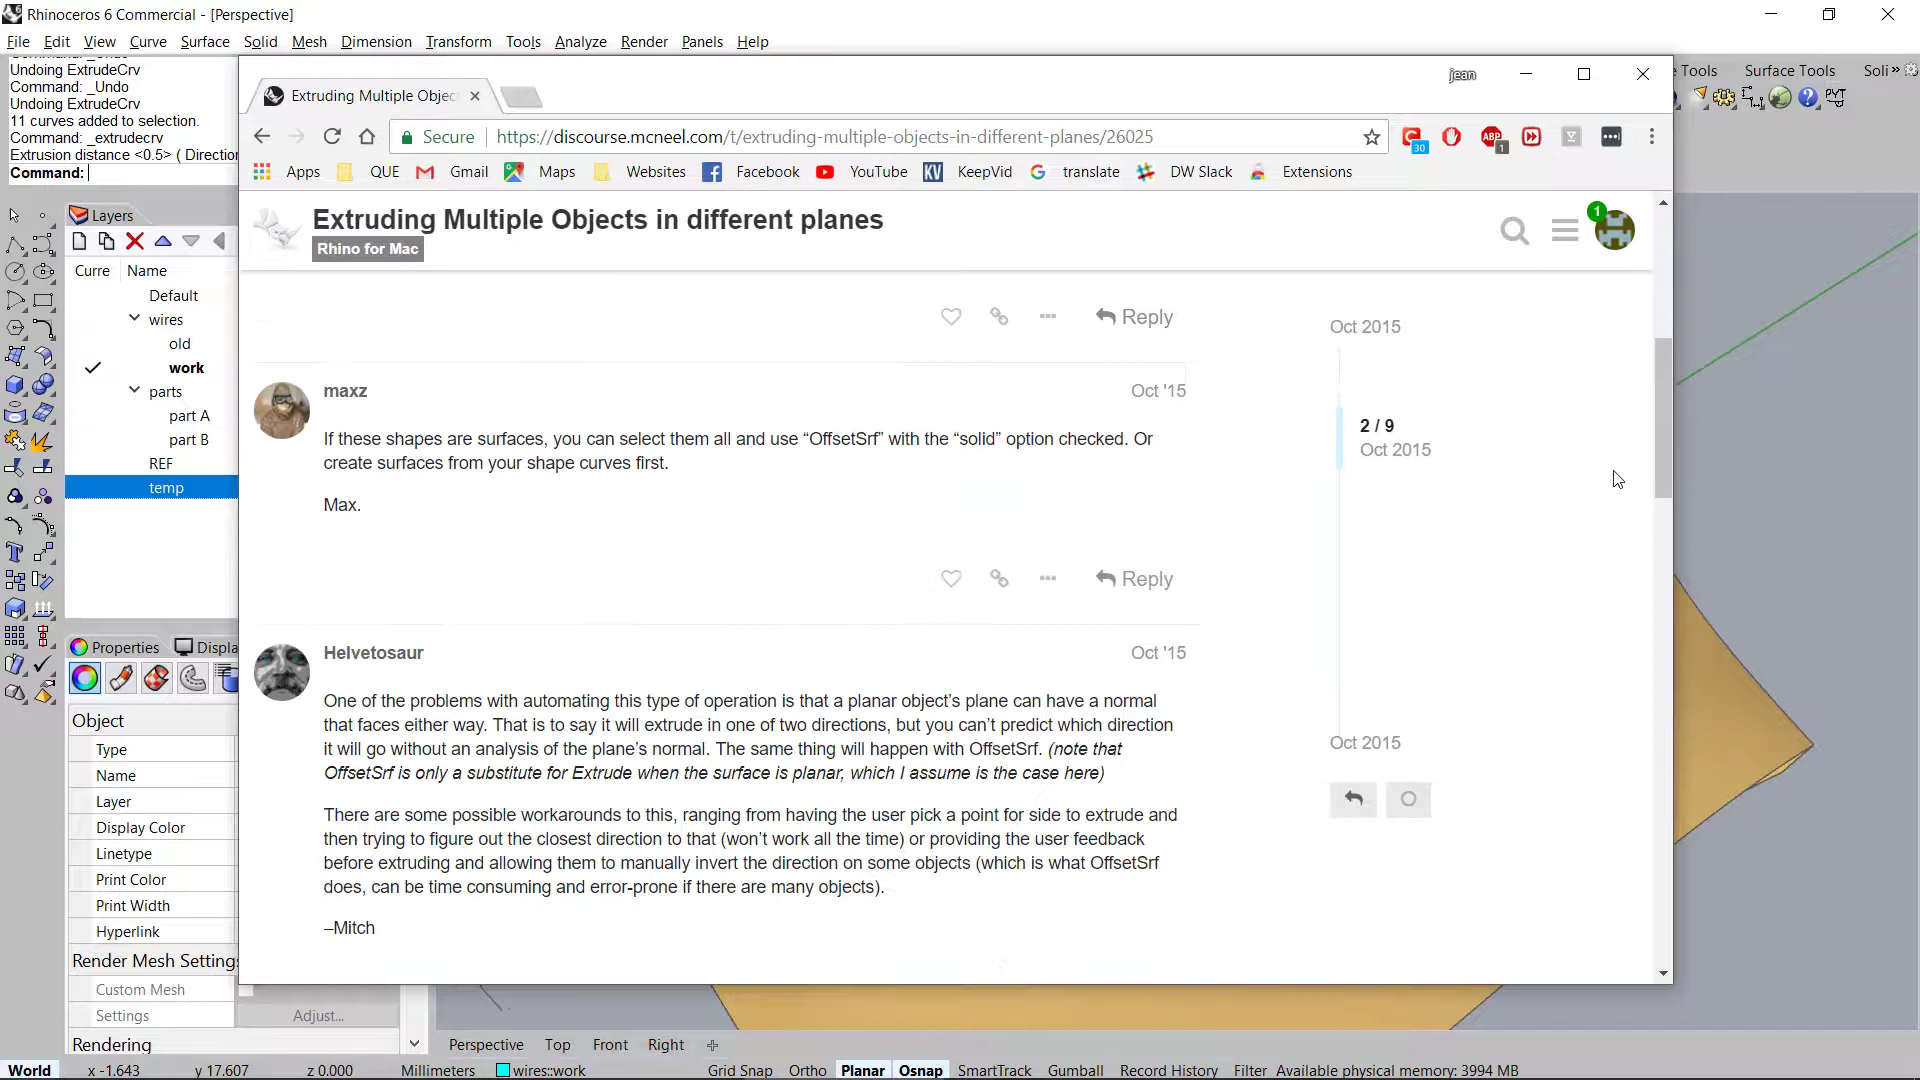 Rhinoceros 6 Commercial - [Perspective]
File Edit View Curve Surface Solid Mesh Dimension Transform Tools Analyze Render Panels Help
Undoing ExtrudeCrv
Command: _Undo
Undoing ExtrudeCrv
11 curves added to selection.
Command: _extrudecrv
Extrusion distance <0.5> ( Direction
Command:
jean
e Tools Surface Tools Soli »
Extruding Multiple Objec
Secure https://discourse.mcneel.com/t/extruding-multiple-objects-in-different-planes/26025
30 ABP 1
Apps QUE Gmail Maps Websites Facebook YouTube KV KeepVid translate DW Slack Extensions
Extruding Multiple Objects in different planes
Rhino for Mac
1
Layers
Curre Name
Default
wires
old
work
parts
part A
part B
REF
temp
Reply
maxz Oct '15
If these shapes are surfaces, you can select them all and use “OffsetSrf” with the “solid” option checked. Or
create surfaces from your shape curves first.
Max.
Reply
Helvetosaur Oct '15
One of the problems with automating this type of operation is that a planar object’s plane can have a normal
that faces either way. That is to say it will extrude in one of two directions, but you can’t predict which direction
it will go without an analysis of the plane’s normal. The same thing will happen with OffsetSrf. (note that
OffsetSrf is only a substitute for Extrude when the surface is planar, which I assume is the case here)
There are some possible workarounds to this, ranging from having the user pick a point for side to extrude and
then trying to figure out the closest direction to that (won’t work all the time) or providing the user feedback
before extruding and allowing them to manually invert the direction on some objects (which is what OffsetSrf
does, can be time consuming and error-prone if there are many objects).
–Mitch
Oct 2015
2 / 9
Oct 2015
Oct 2015
Properties Displa
Object
Type
Name
Layer
Display Color
Linetype
Print Color
Print Width
Hyperlink
Render Mesh Settings
Custom Mesh
Settings Adjust...
Rendering
Perspective Top Front Right
World x -1.643 y 17.607 z 0.000 Millimeters wires::work Grid Snap Ortho Planar Osnap SmartTrack Gumball Record History Filter Available physical memory: 3994 MB